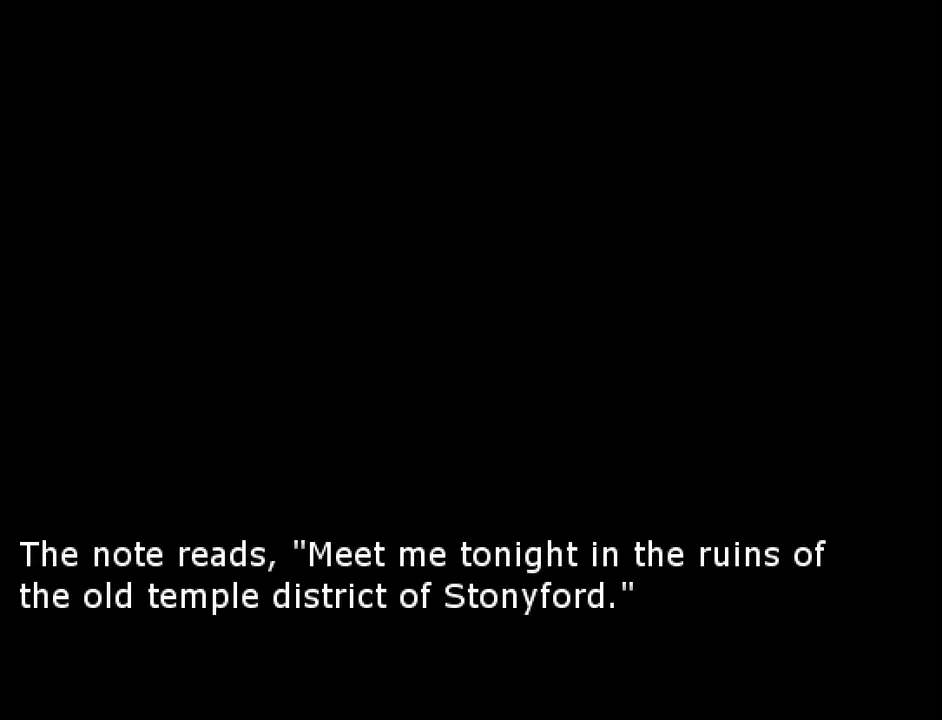 The note reads, "Meet me tonight in the ruins of
the old temple district of Stonyford."